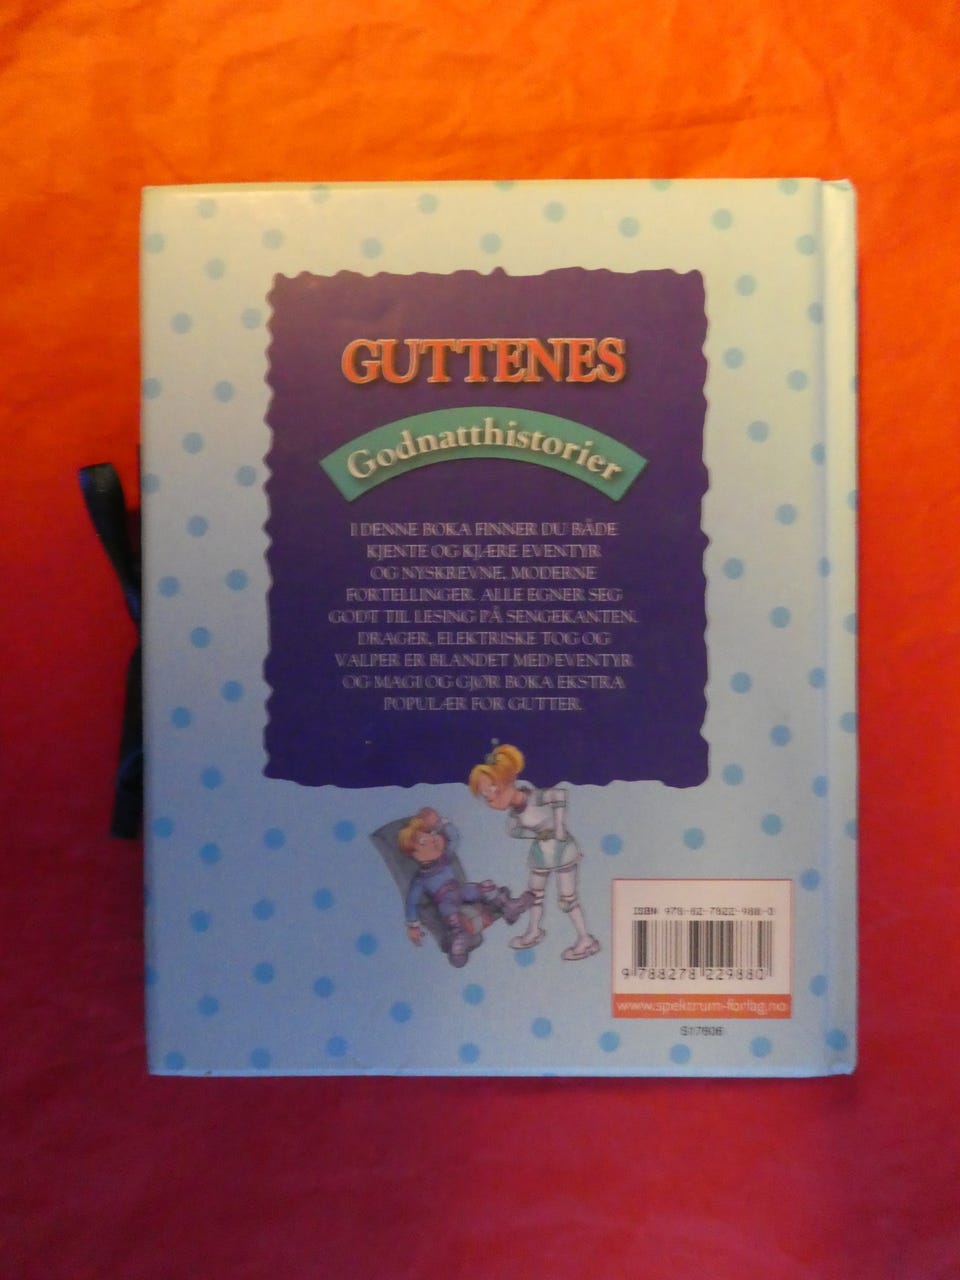 GUTTENES
Godnatthistorier
I DENNE BOKA FINNER DU BÅDE
KJENTE OG KJÆRE EVENTYR
OG NYSKREVNE, MODERNE
FORTELLINGER. ALLE EGNER SEG
GODT TIL LESING PÅ SENGEKANTEN.
DRAGER, ELEKTRISKE TOG OG
VALPER ER BLANDET MED EVENTYR
OG MAGI OG GJØR BOKA EKSTRA
POPULÆR FOR GUTTER.
ISBN 978-82-7822-988-0
9 788278 229880
www.spektrum-forlag.no
S17606